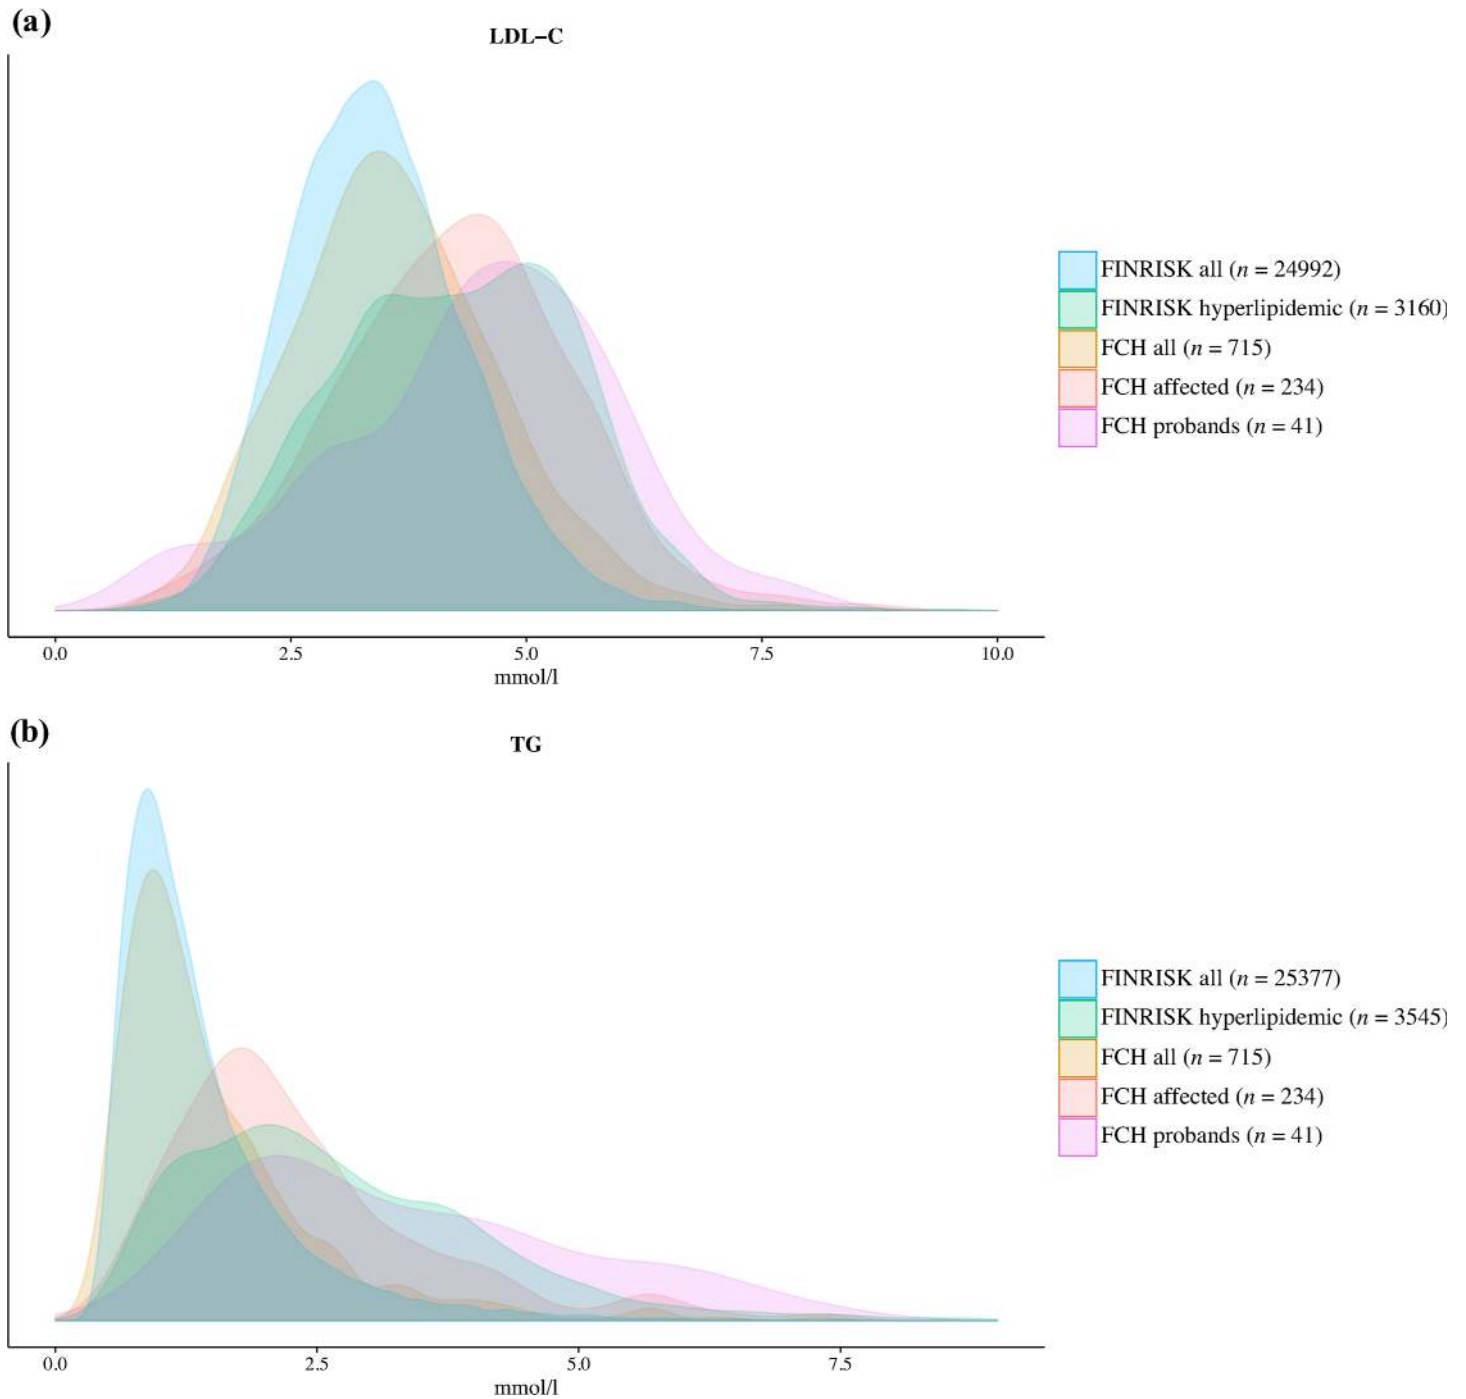 (a)
LDL–C
FINRISK all (n = 24992)
FINRISK hyperlipidemic (n = 3160)
FCH all (n = 715)
FCH affected (n = 234)
FCH probands (n = 41)
0.0 2.5 5.0 7.5 10.0
mmol/l
(b)
TG
FINRISK all (n = 25377)
FINRISK hyperlipidemic (n = 3545)
FCH all (n = 715)
FCH affected (n = 234)
FCH probands (n = 41)
0.0 2.5 5.0 7.5
mmol/l